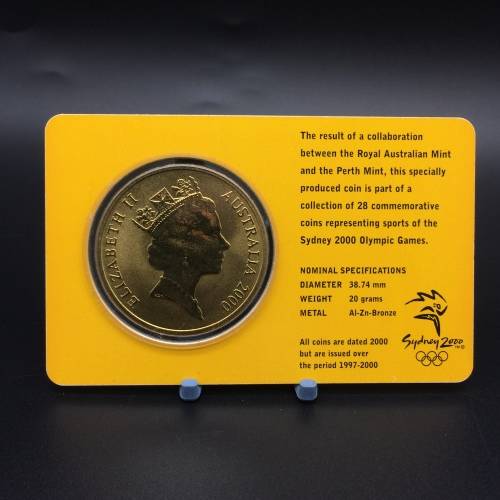 ELIZABETH II AUSTRALIA 2000
The result of a collaboration
between the Royal Australian Mint
and the Perth Mint, this specially
produced coin is part of a
collection of 28 commemorative
coins representing sports of the
Sydney 2000 Olympic Games.
NOMINAL SPECIFICATIONS
DIAMETER 38.74 mm
WEIGHT 20 grams
METAL Al-Zn-Bronze
All coins are dated 2000
but are issued over
the period 1997-2000
Sydney 2000